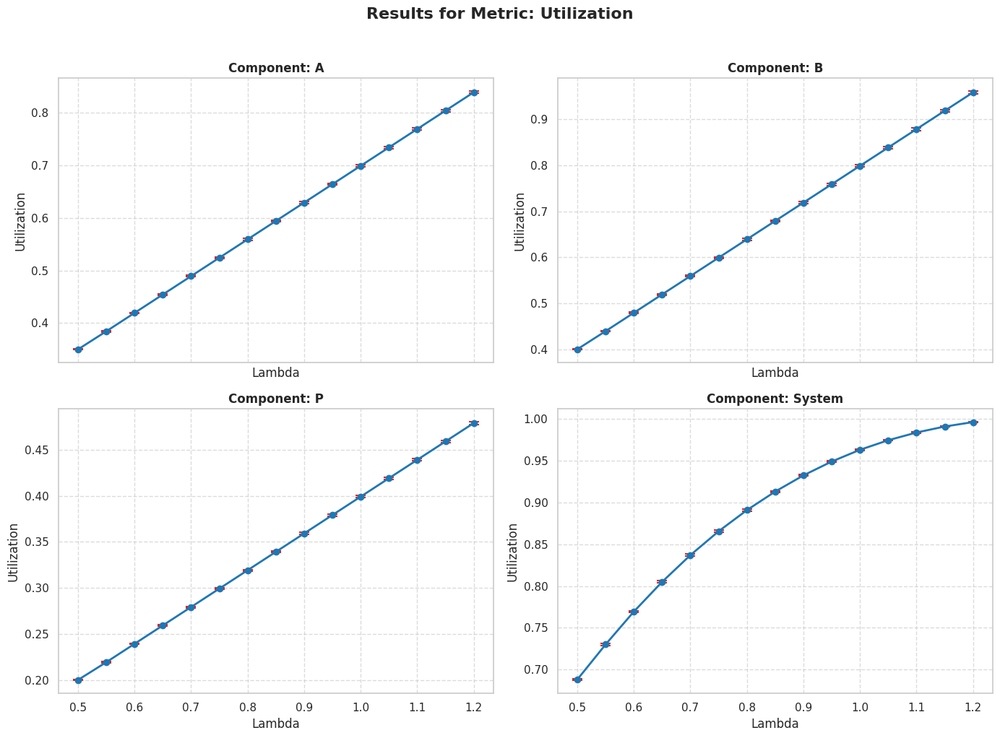 Results for Metric: Utilization
Component: A
Utilization
0.8
0.7
0.6
0.5
0.4
Lambda
Component: B
Utilization
0.9
0.8
0.7
0.6
0.5
0.4
Lambda
Component: P
Utilization
0.45
0.40
0.35
0.30
0.25
0.20
0.5 0.6 0.7 0.8 0.9 1.0 1.1 1.2
Lambda
Component: System
Utilization
1.00
0.95
0.90
0.85
0.80
0.75
0.70
0.5 0.6 0.7 0.8 0.9 1.0 1.1 1.2
Lambda